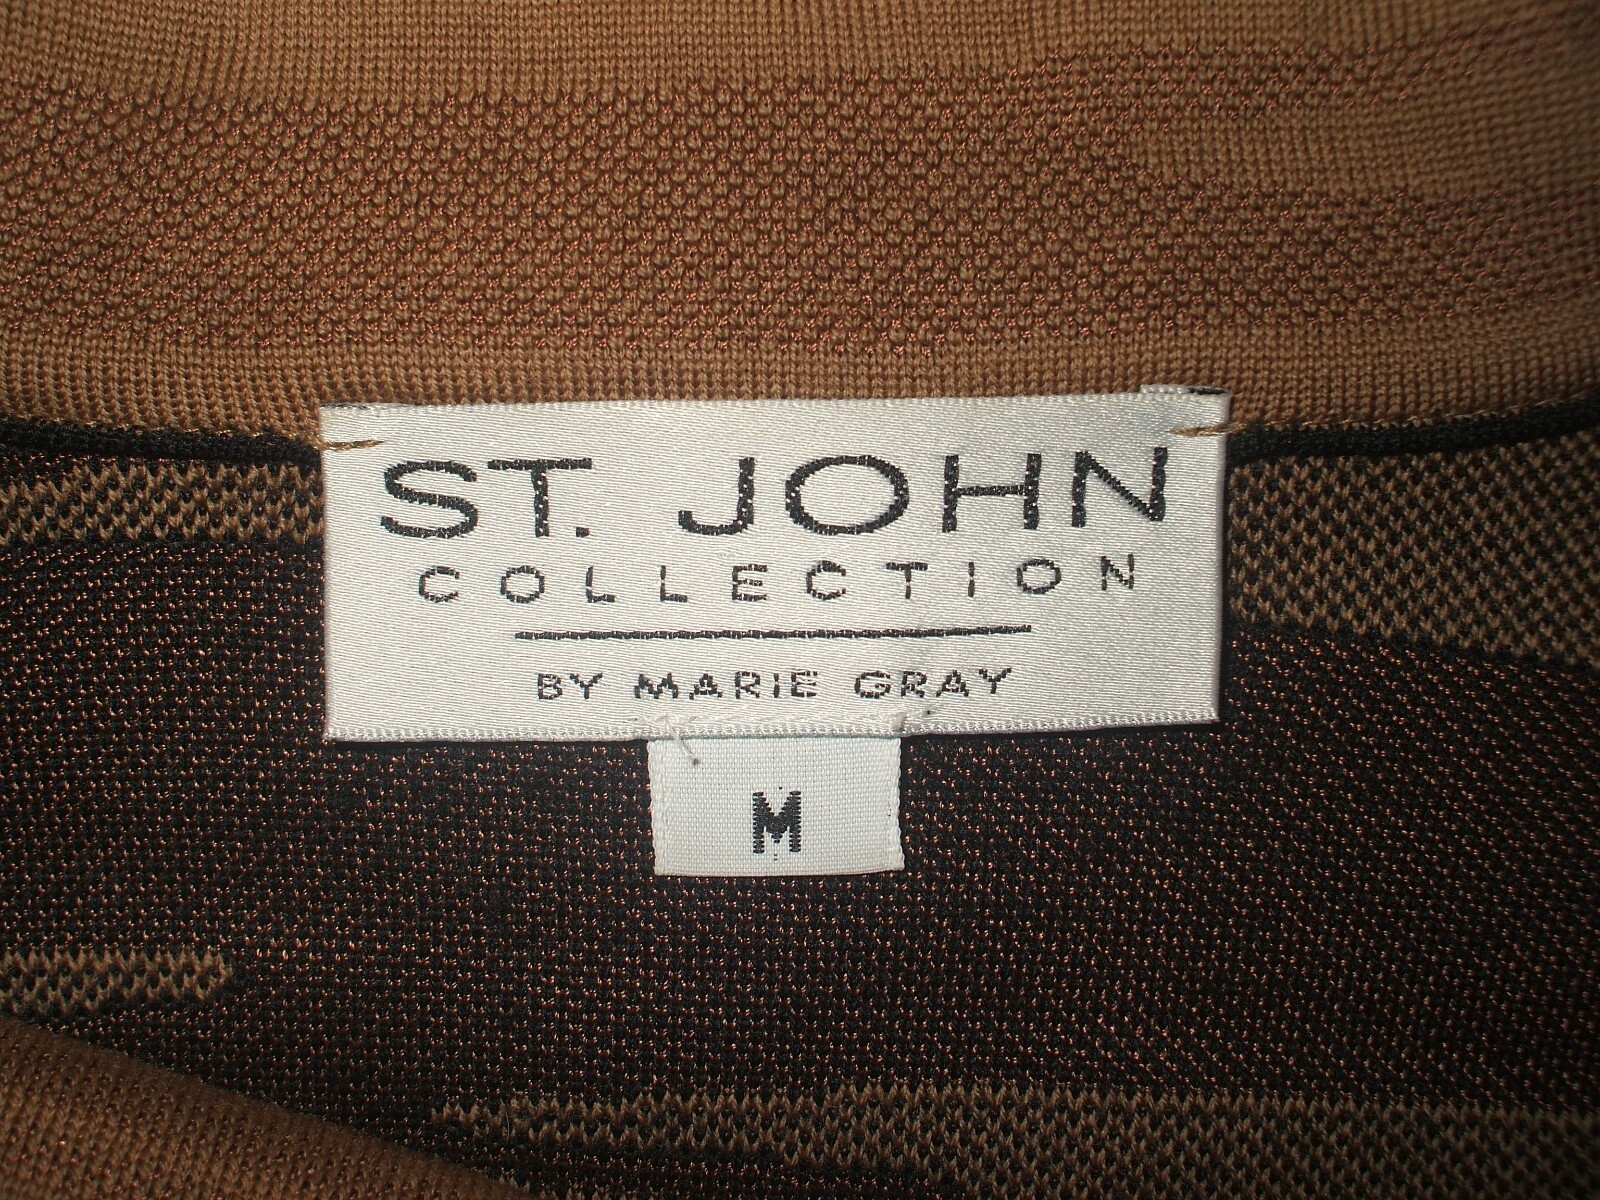 ST. JOHN
COLLECTION
BY MARIE GRAY
M